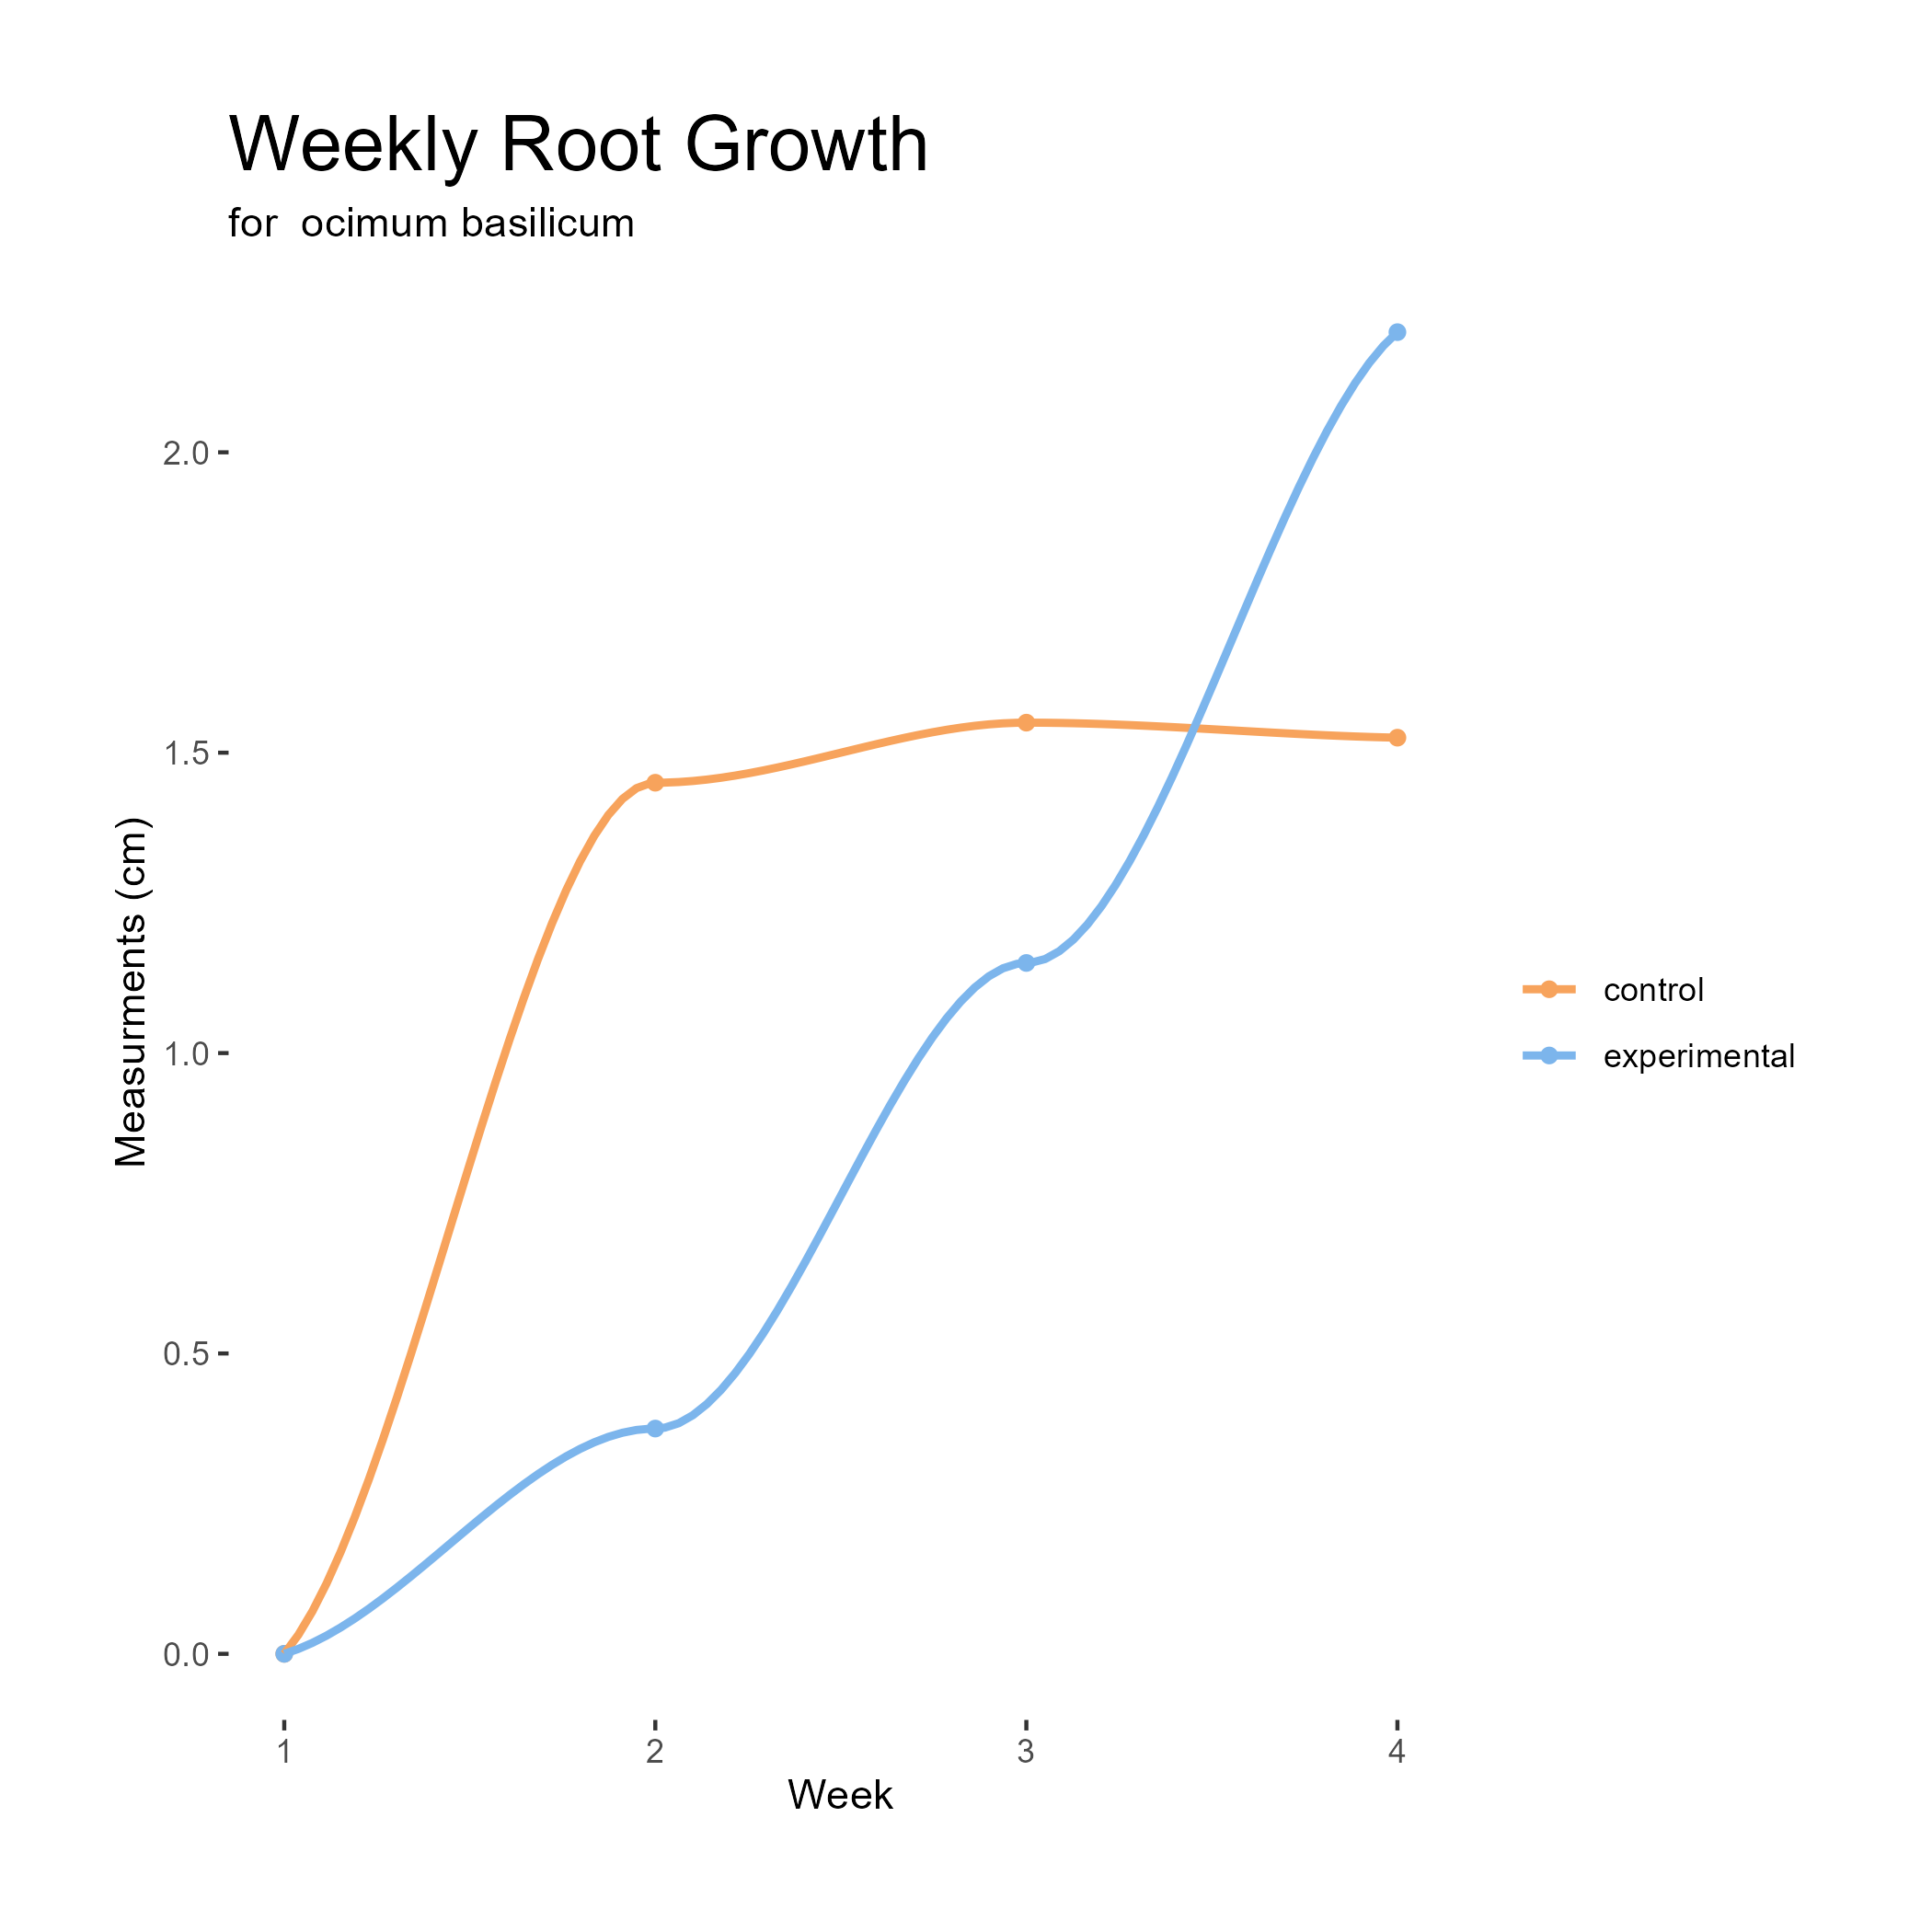 Weekly Root Growth
for  ocimum basilicum
2.0
1.5
1.0
0.5
0.0
Measurments (cm)
1
2
3
4
Week
control
experimental